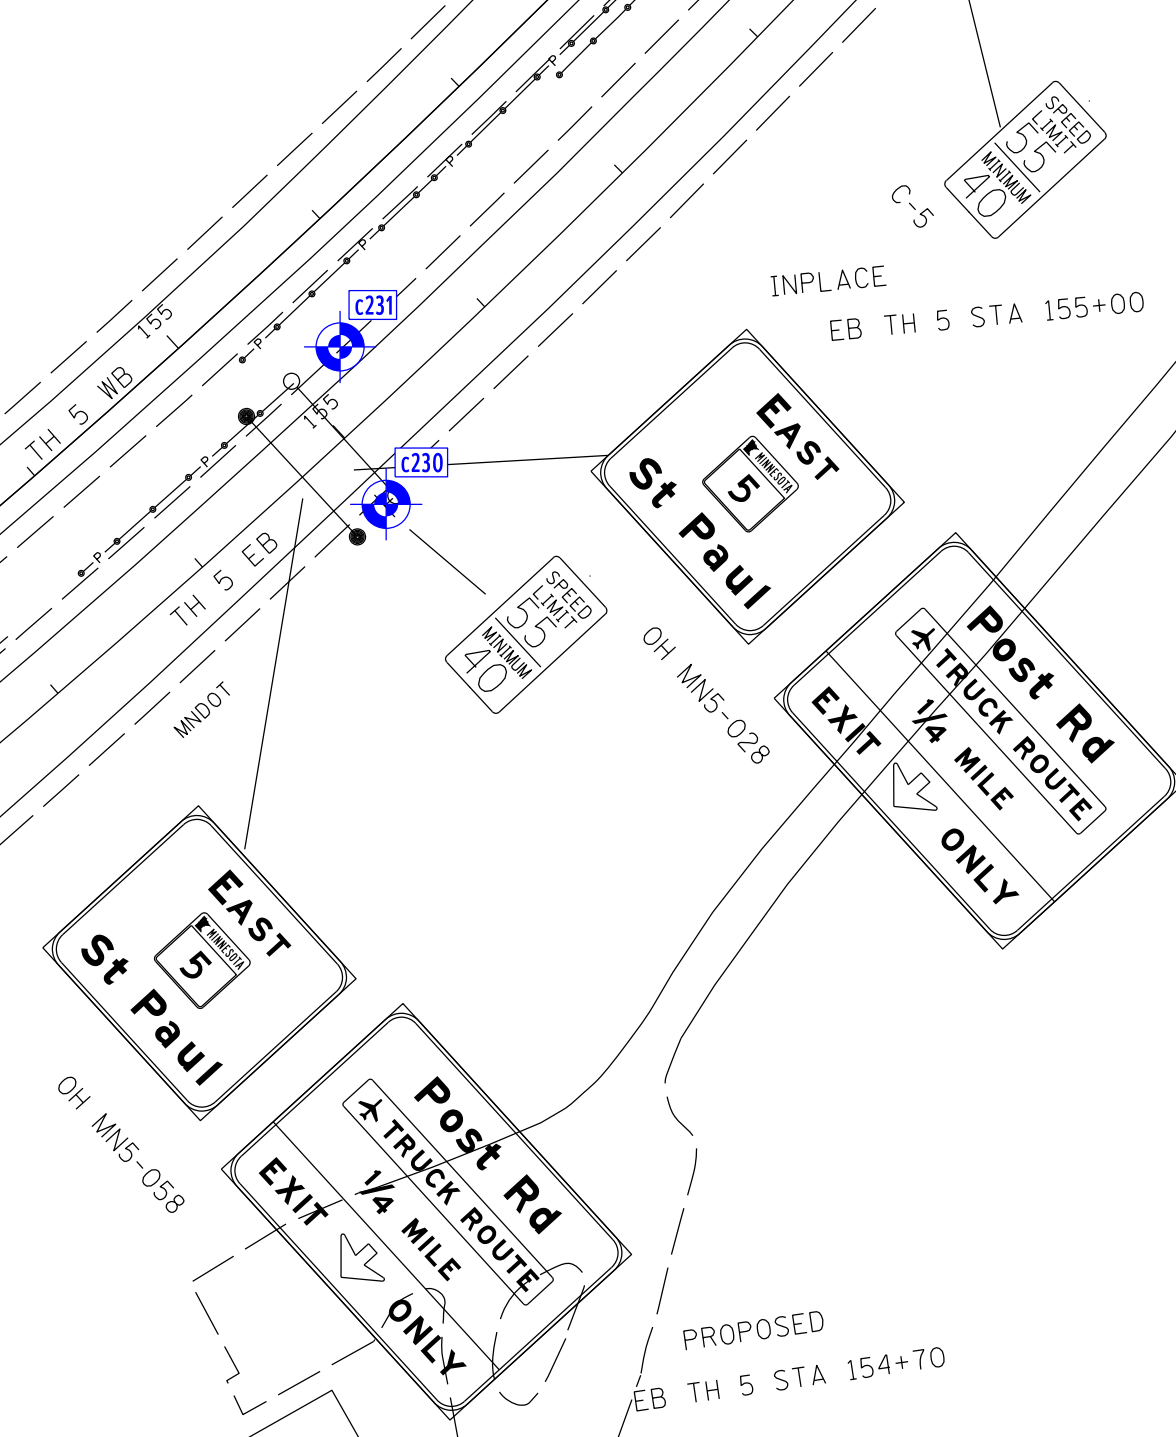 SPEED
LIMIT
55
MINIMUM
40
C-5
INPLACE
EB TH 5 STA 155+00
P
P
P
c231
155
P
TH 5 WB
155
c230
EAST
MINNESOTA
5
St Paul
P
P
TH 5 EB
SPEED
LIMIT
55
MINIMUM
40
OH MN5-028
Post Rd
TRUCK ROUTE
1/4 MILE
EXIT ONLY
MNDOT
EAST
MINNESOTA
5
St Paul
OH MN5-058
Post Rd
TRUCK ROUTE
1/4 MILE
EXIT ONLY
PROPOSED
EB TH 5 STA 154+70